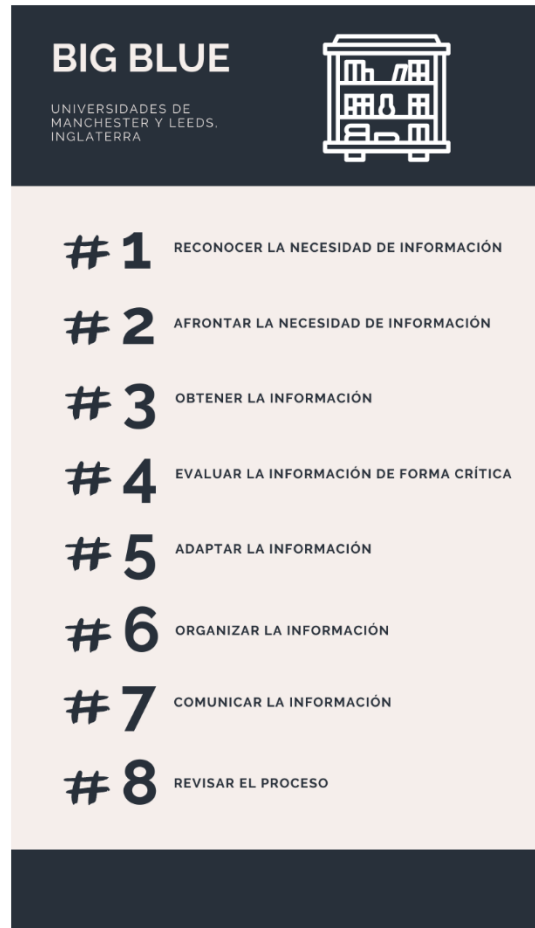 BIG BLUE
UNIVERSIDADES DE
MANCHESTER Y LEEDS.
INGLATERRA
# 1 RECONOCER LA NECESIDAD DE INFORMACIÓN
# 2 AFRONTAR LA NECESIDAD DE INFORMACIÓN
# 3 OBTENER LA INFORMACIÓN
# 4 EVALUAR LA INFORMACIÓN DE FORMA CRÍTICA
# 5 ADAPTAR LA INFORMACIÓN
# 6 ORGANIZAR LA INFORMACIÓN
# 7 COMUNICAR LA INFORMACIÓN
# 8 REVISAR EL PROCESO